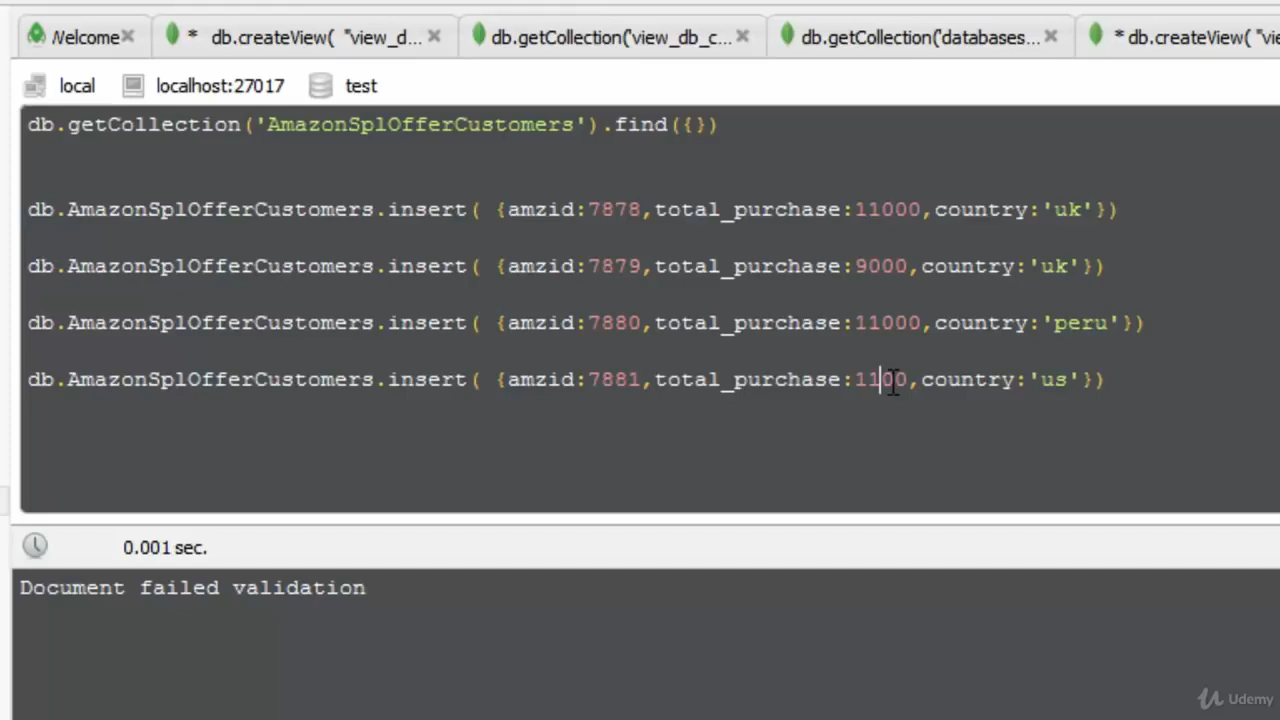 Welcome
* db.createView( "view_d...
db.getCollection('view_db_c...
db.getCollection('databases...
* db.createView( "vie
local localhost:27017 test
db.getCollection('AmazonSplOfferCustomers').find({})
db.AmazonSplOfferCustomers.insert( {amzid:7878,total_purchase:11000,country:'uk'})
db.AmazonSplOfferCustomers.insert( {amzid:7879,total_purchase:9000,country:'uk'})
db.AmazonSplOfferCustomers.insert( {amzid:7880,total_purchase:11000,country:'peru'})
db.AmazonSplOfferCustomers.insert( {amzid:7881,total_purchase:1100,country:'us'})
0.001 sec.
Document failed validation
Udemy